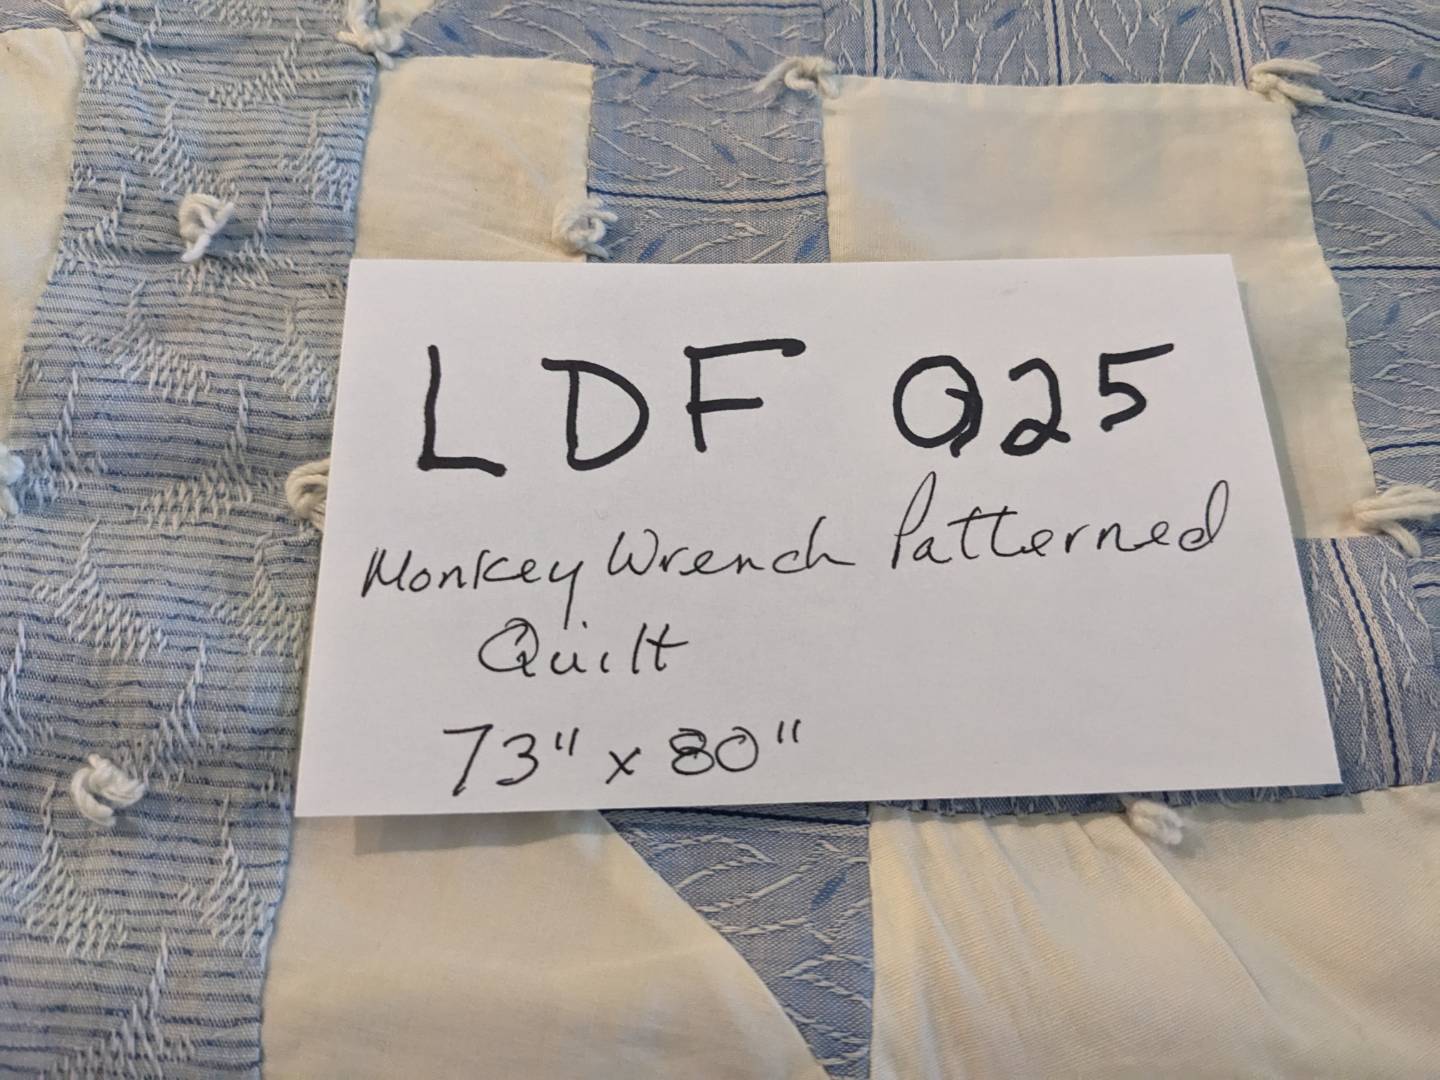 LDF Q25
Monkey Wrench Patterned
Quilt
73" x 80"